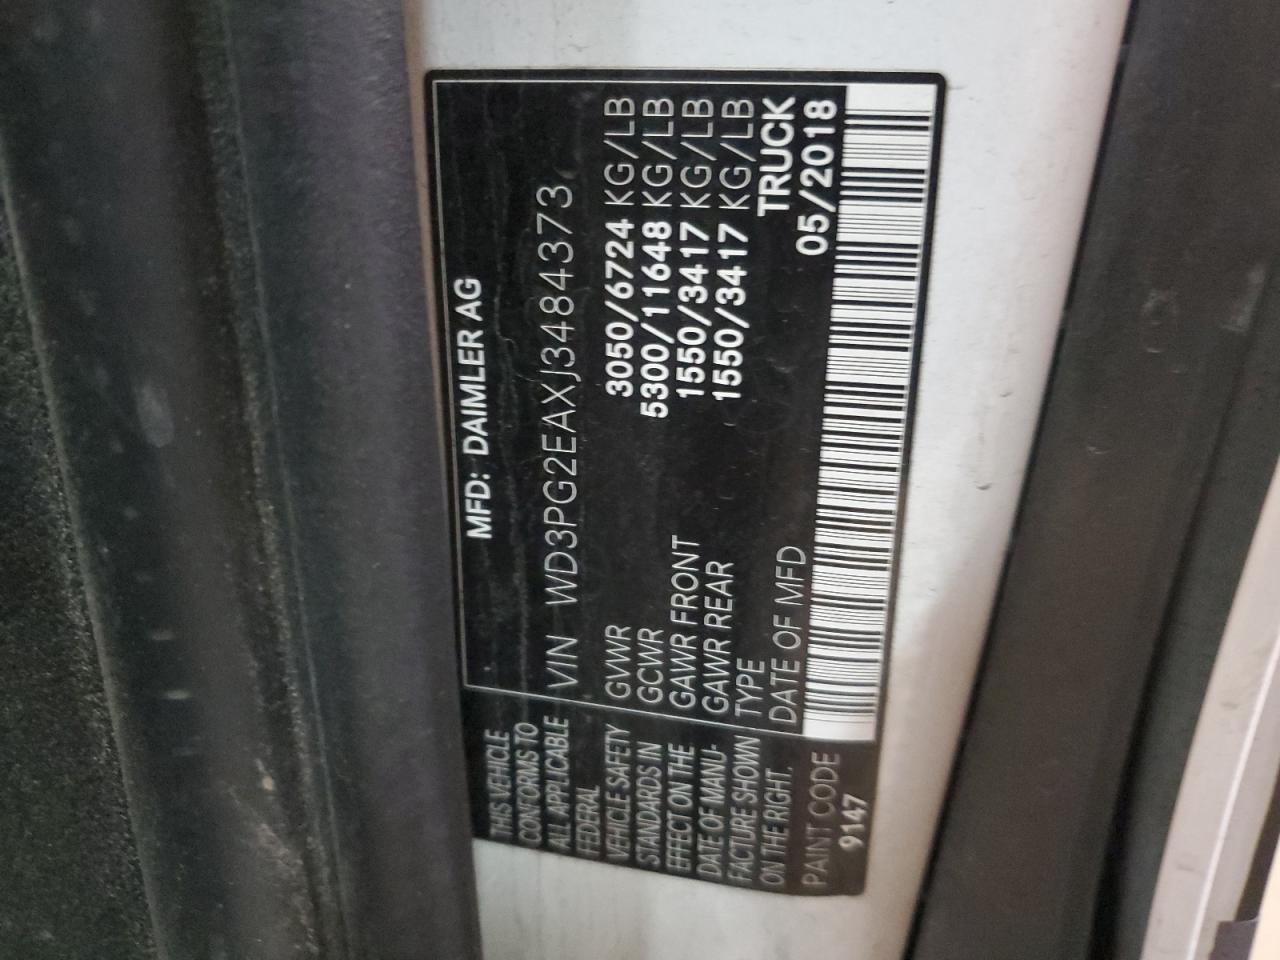 MFD: DAIMLER AG
VIN WD3PG2EAXJ3484373
GVWR 3050/6724 KG/LB
GCWR 5300/11648 KG/LB
GAWR FRONT 1550/3417 KG/LB
GAWR REAR 1550/3417 KG/LB
TYPE TRUCK
DATE OF MFD 05/2018
THIS VEHICLE
CONFORMS TO
ALL APPLICABLE
FEDERAL
VEHICLE SAFETY
STANDARDS IN
EFFECT ON THE
DATE OF MANU-
FACTURE SHOWN
ON THE RIGHT.
PAINT CODE
9147